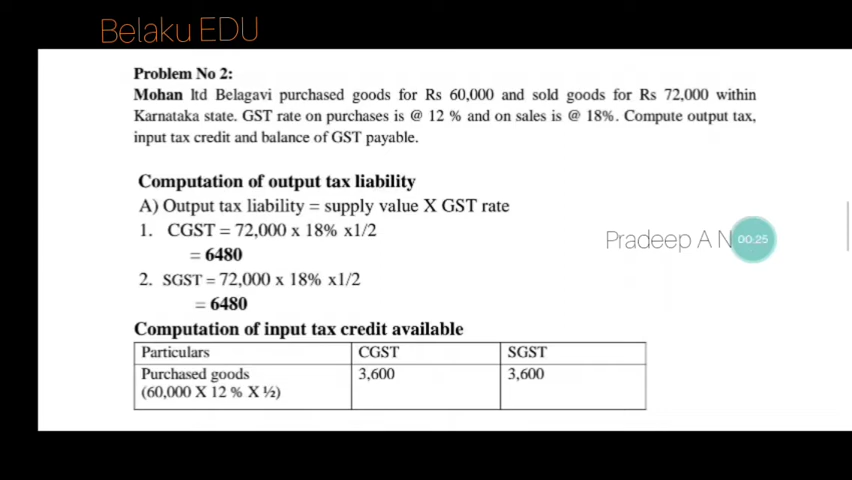 Belaku EDU
Problem No 2:
Mohan ltd Belagavi purchased goods for Rs 60,000 and sold goods for Rs 72,000 within
Karnataka state. GST rate on purchases is @ 12 % and on sales is @ 18%. Compute output tax,
input tax credit and balance of GST payable.
Computation of output tax liability
A) Output tax liability = supply value X GST rate
1. CGST = 72,000 x 18% x1/2
= 6480
Pradeep A N
00:25
2. SGST = 72,000 x 18% x1/2
= 6480
Computation of input tax credit available
Particulars CGST SGST
Purchased goods 3,600 3,600
(60,000 X 12 % X ½)